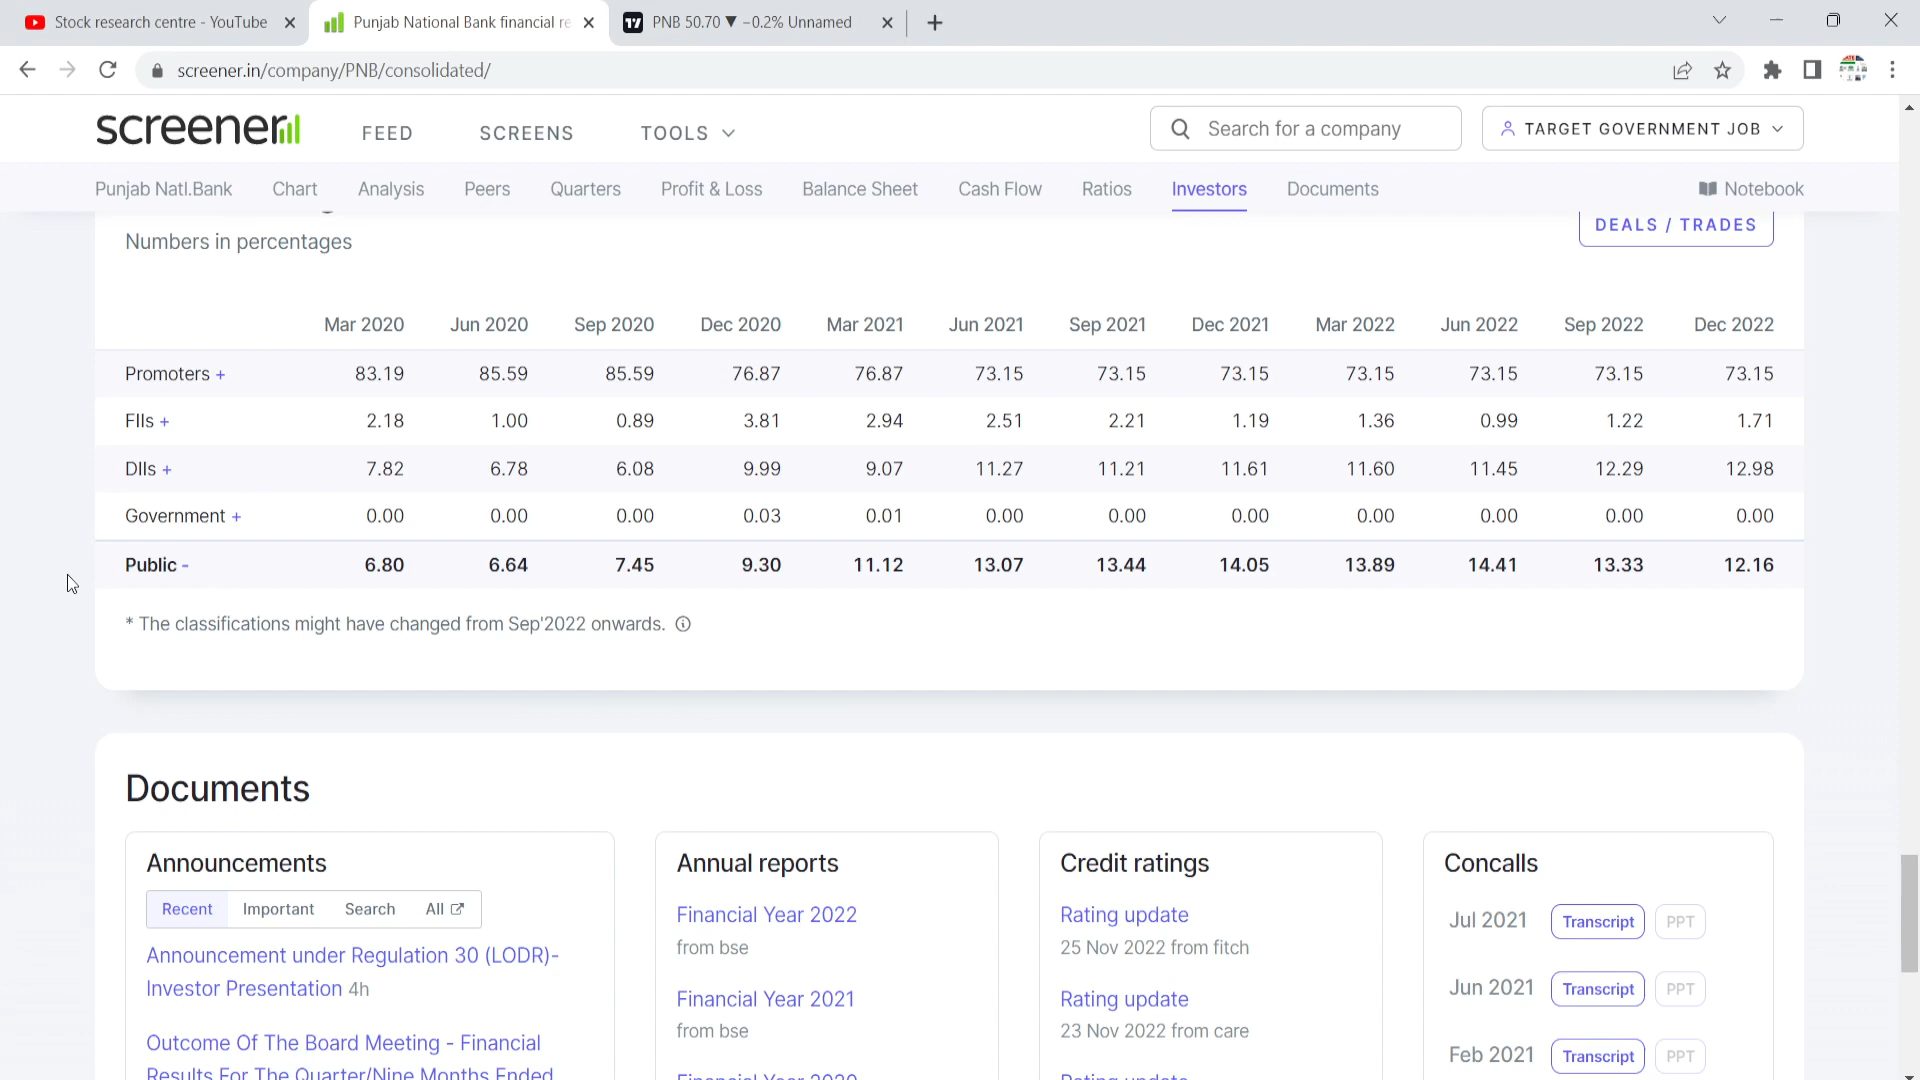 Stock research centre - YouTube
Punjab National Bank financial re
PNB 50.70 ▼ −0.2% Unnamed
screener.in/company/PNB/consolidated/
screener
FEED
SCREENS
TOOLS
Search for a company
TARGET GOVERNMENT JOB
Punjab Natl.Bank Chart Analysis Peers Quarters Profit & Loss Balance Sheet Cash Flow Ratios Investors Documents Notebook
Numbers in percentages
DEALS / TRADES
Mar 2020 Jun 2020 Sep 2020 Dec 2020 Mar 2021 Jun 2021 Sep 2021 Dec 2021 Mar 2022 Jun 2022 Sep 2022 Dec 2022
Promoters + 83.19 85.59 85.59 76.87 76.87 73.15 73.15 73.15 73.15 73.15 73.15 73.15
FIIs + 2.18 1.00 0.89 3.81 2.94 2.51 2.21 1.19 1.36 0.99 1.22 1.71
DIIs + 7.82 6.78 6.08 9.99 9.07 11.27 11.21 11.61 11.60 11.45 12.29 12.98
Government + 0.00 0.00 0.00 0.03 0.01 0.00 0.00 0.00 0.00 0.00 0.00 0.00
Public - 6.80 6.64 7.45 9.30 11.12 13.07 13.44 14.05 13.89 14.41 13.33 12.16
* The classifications might have changed from Sep'2022 onwards.
Documents
Announcements
Recent Important Search All
Announcement under Regulation 30 (LODR)-
Investor Presentation 4h
Outcome Of The Board Meeting - Financial
Results For The Quarter/Nine Months Ended
Annual reports
Financial Year 2022
from bse
Financial Year 2021
from bse
Financial Year 2020
Credit ratings
Rating update
25 Nov 2022 from fitch
Rating update
23 Nov 2022 from care
Rating update
Concalls
Jul 2021 Transcript PPT
Jun 2021 Transcript PPT
Feb 2021 Transcript PPT